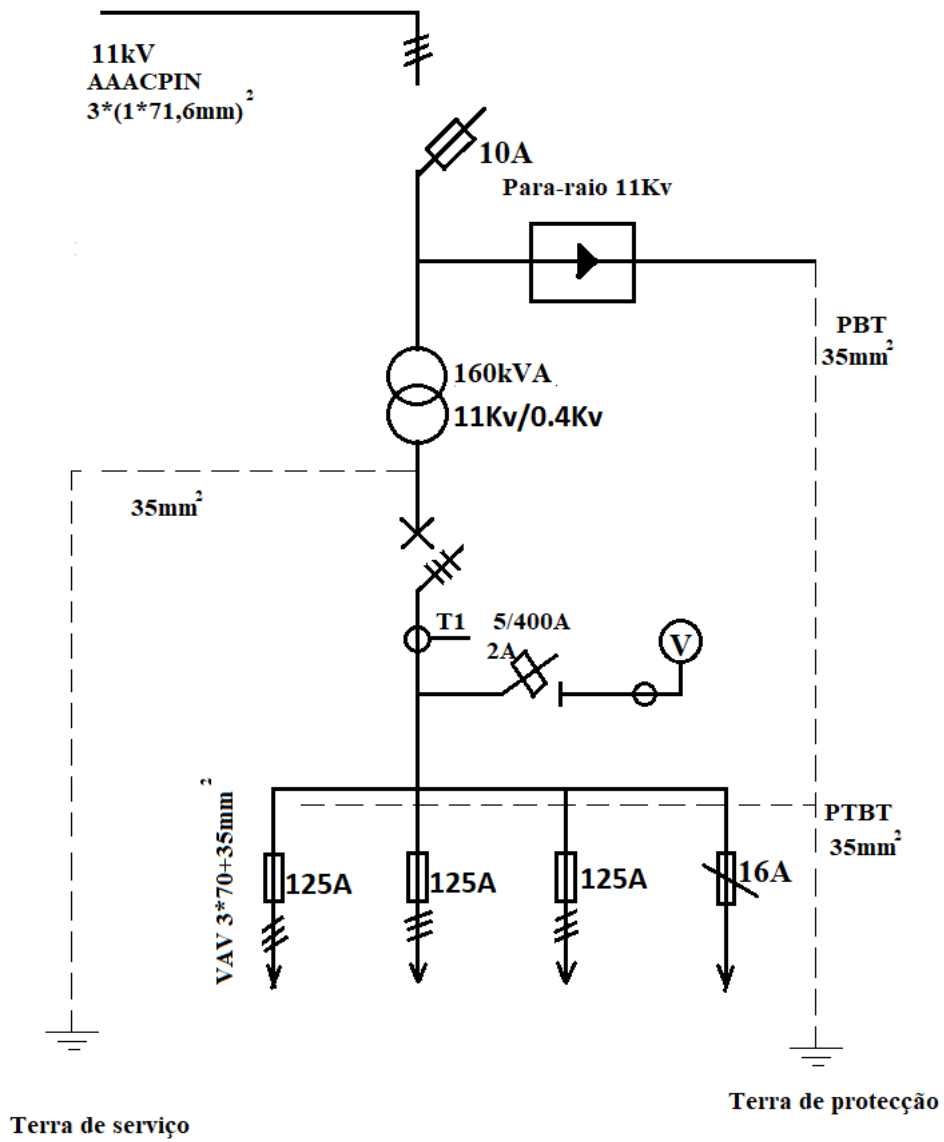 11kV
AAACPIN
3*(1*71,6mm)²
10A
Para-raio 11Kv
PBT
35mm²
160kVA
11Kv/0.4Kv
35mm²
T1 5/400A
2A
V
VAV 3*70+35mm²
PTBT
35mm²
125A
125A
125A
16A
Terra de serviço
Terra de protecção